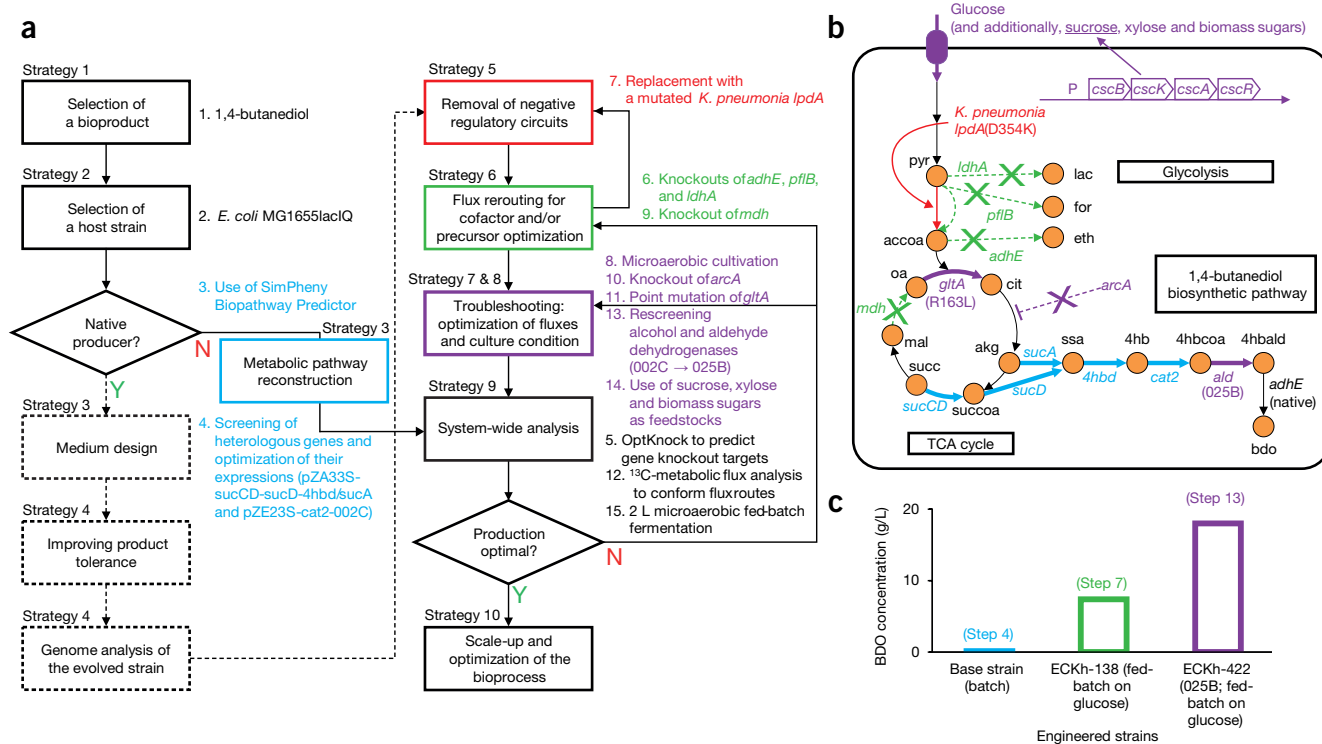 a
Strategy 1
Selection of
a bioproduct
1. 1,4-butanediol
Strategy 2
Selection of
a host strain
2. E. coli MG1655lacIQ
3. Use of SimPheny
Biopathway Predictor
Native
producer?
N
Y
Strategy 3
Metabolic pathway
reconstruction
Strategy 3
Medium design
4. Screening of
heterologous genes and
optimization of their
expressions (pZA33S-
sucCD-sucD-4hbd/sucA
and pZE23S-cat2-002C)
Strategy 4
Improving product
tolerance
Strategy 4
Genome analysis of
the evolved strain
Strategy 5
Removal of negative
regulatory circuits
7. Replacement with
a mutated K. pneumonia lpdA
Strategy 6
Flux rerouting for
cofactor and/or
precursor optimization
6. Knockouts of adhE, pflB,
and ldhA
9. Knockout of mdh
Strategy 7 & 8
Troubleshooting:
optimization of fluxes
and culture condition
8. Microaerobic cultivation
10. Knockout of arcA
11. Point mutation of gltA
13. Rescreening
alcohol and aldehyde
dehydrogenases
(002C → 025B)
14. Use of sucrose, xylose
and biomass sugars
as feedstocks
Strategy 9
System-wide analysis
5. OptKnock to predict
gene knockout targets
12. ¹³C-metabolic flux analysis
to conform flux routes
15. 2 L microaerobic fed-batch
fermentation
Production
optimal?
N
Y
Strategy 10
Scale-up and
optimization of the
bioprocess
b
Glucose
(and additionally, sucrose, xylose and biomass sugars)
P cscB cscK cscA cscR
K. pneumonia
lpdA(D354K)
pyr
ldhA
lac
Glycolysis
pflB
for
accoa
adhE
eth
oa
gltA
(R163L)
cit
arcA
1,4-butanediol
biosynthetic pathway
mdh
mal
akg
sucA
ssa
4hbd
4hb
cat2
4hbcoa
ald
(025B)
4hbald
succ
sucCD
succoa
sucD
adhE
(native)
TCA cycle
bdo
c
BDO concentration (g/L)
20
10
0
(Step 4)
(Step 7)
(Step 13)
Base strain
(batch)
ECKh-138 (fed-
batch on
glucose)
ECKh-422
(025B; fed-
batch on
glucose)
Engineered strains